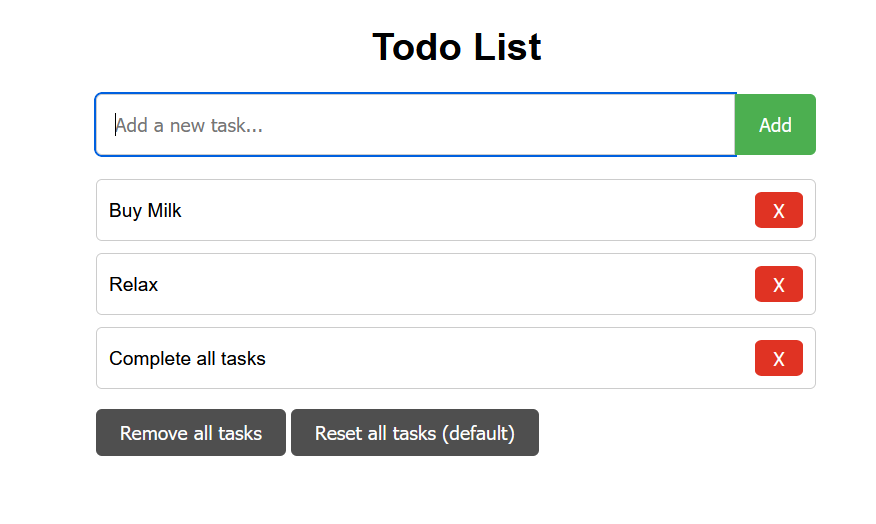 Todo List
Add a new task...
Add
Buy Milk
X
Relax
X
Complete all tasks
X
Remove all tasks
Reset all tasks (default)